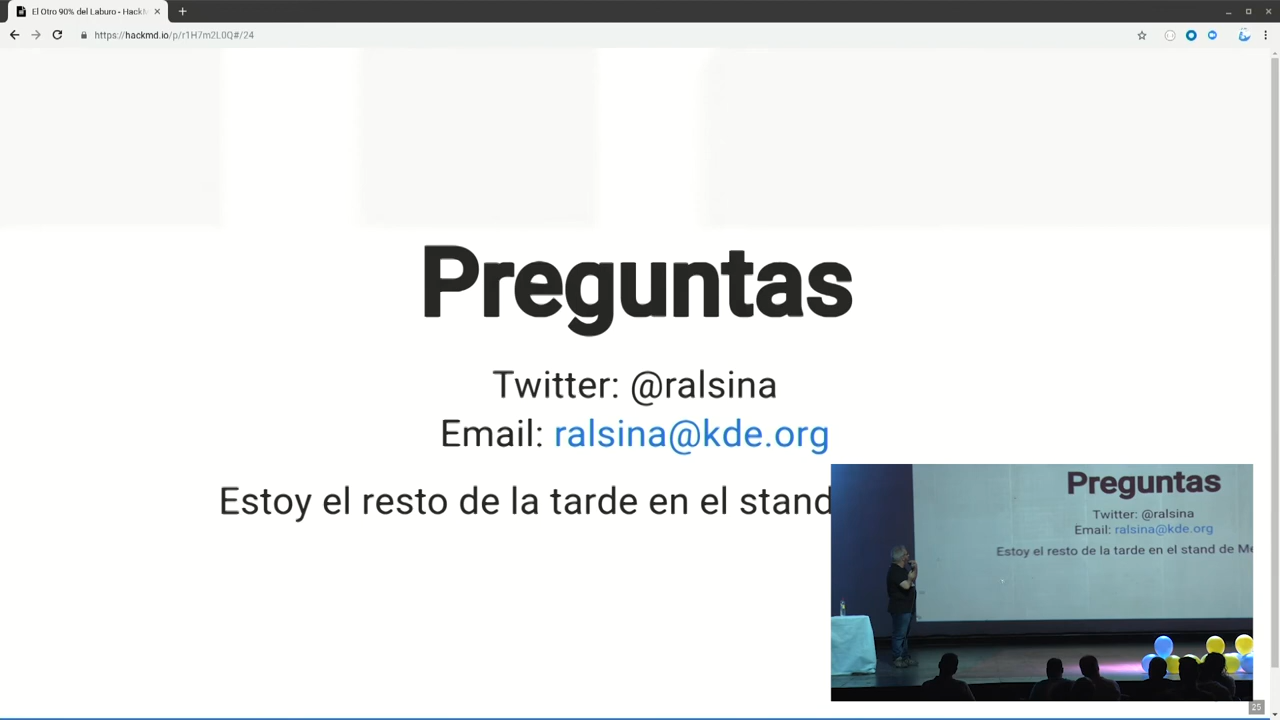 El Otro 90% del Laburo - HackM
https://hackmd.io/p/r1H7m2L0Q#/24
Preguntas
Twitter: @ralsina
Email: ralsina@kde.org
Estoy el resto de la tarde en el stand
Preguntas
Twitter: @ralsina
Email: ralsina@kde.org
Estoy el resto de la tarde en el stand de Me
25